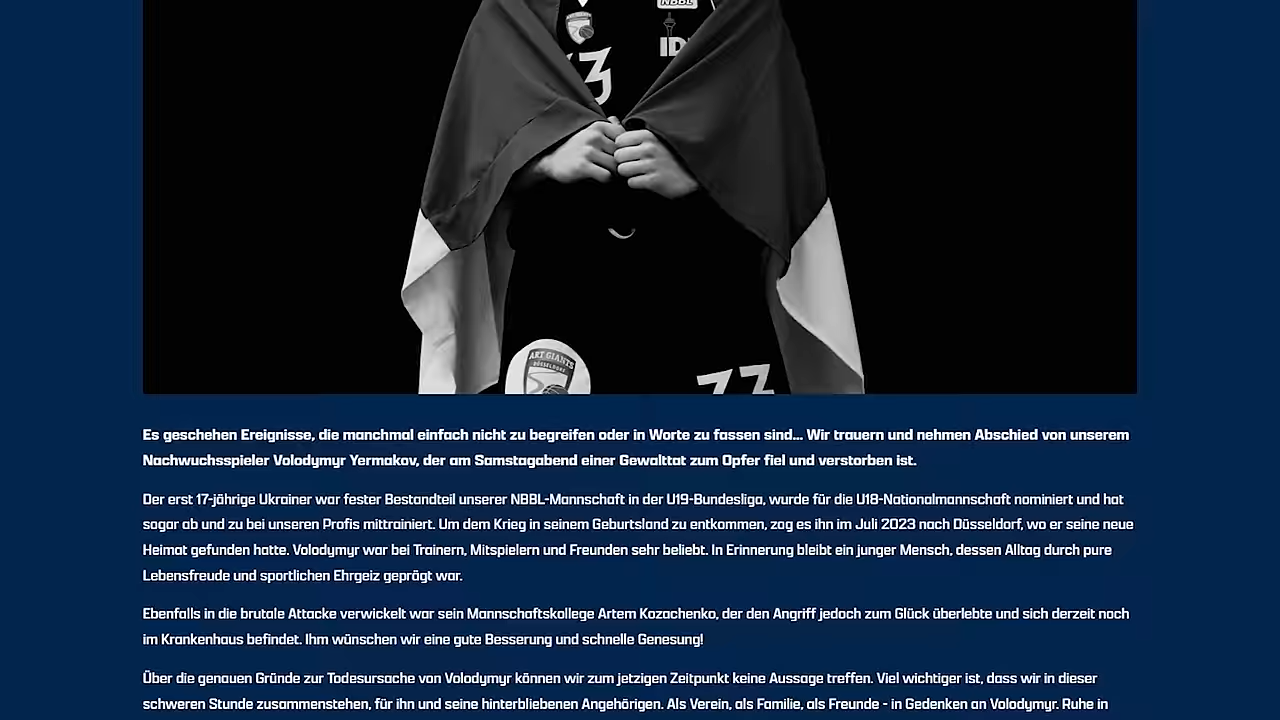 NBBL
ID
3
ART GIANTS
DÜSSELDORF
Es geschehen Ereignisse, die manchmal einfach nicht zu begreifen oder in Worte zu fassen sind... Wir trauern und nehmen Abschied von unserem
Nachwuchsspieler Volodymyr Yermakov, der am Samstagabend einer Gewalttat zum Opfer fiel und verstorben ist.
Der erst 17-jährige Ukrainer war fester Bestandteil unserer NBBL-Mannschaft in der U19-Bundesliga, wurde für die U18-Nationalmannschaft nominiert und hat
sogar ab und zu bei unseren Profis mittrainiert. Um dem Krieg in seinem Geburtsland zu entkommen, zog es ihn im Juli 2023 nach Düsseldorf, wo er seine neue
Heimat gefunden hatte. Volodymyr war bei Trainern, Mitspielern und Freunden sehr beliebt. In Erinnerung bleibt ein junger Mensch, dessen Alltag durch pure
Lebensfreude und sportlichen Ehrgeiz geprägt war.
Ebenfalls in die brutale Attacke verwickelt war sein Mannschaftskollege Artem Kozachenko, der den Angriff jedoch zum Glück überlebte und sich derzeit noch
im Krankenhaus befindet. Ihm wünschen wir eine gute Besserung und schnelle Genesung!
Über die genauen Gründe zur Todesursache von Volodymyr können wir zum jetzigen Zeitpunkt keine Aussage treffen. Viel wichtiger ist, dass wir in dieser
schweren Stunde zusammenstehen, für ihn und seine hinterbliebenen Angehörigen. Als Verein, als Familie, als Freunde - in Gedenken an Volodymyr. Ruhe in